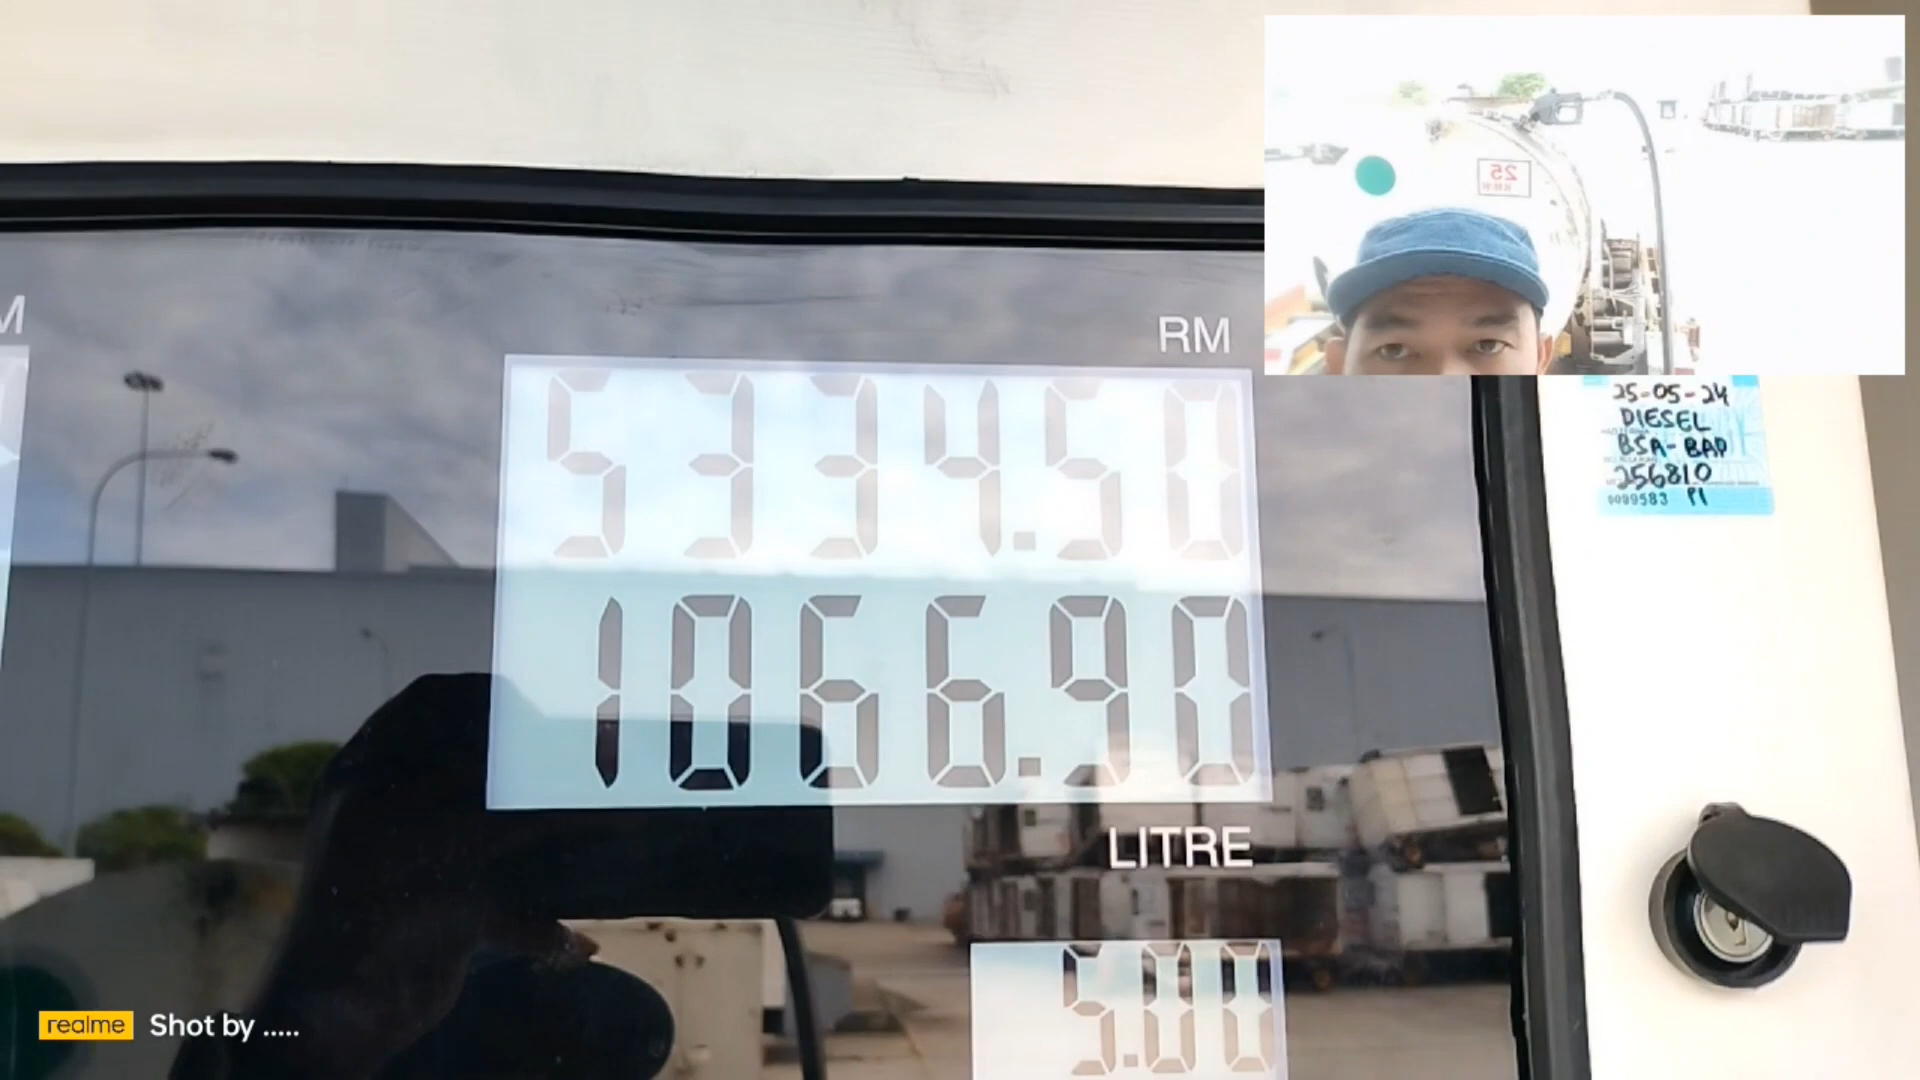 M
RM
5334.50
1066.90
LITRE
5.00
25
25-05-24
DIESEL
BSA-BAP
256810
0099583 P1
realme Shot by .....